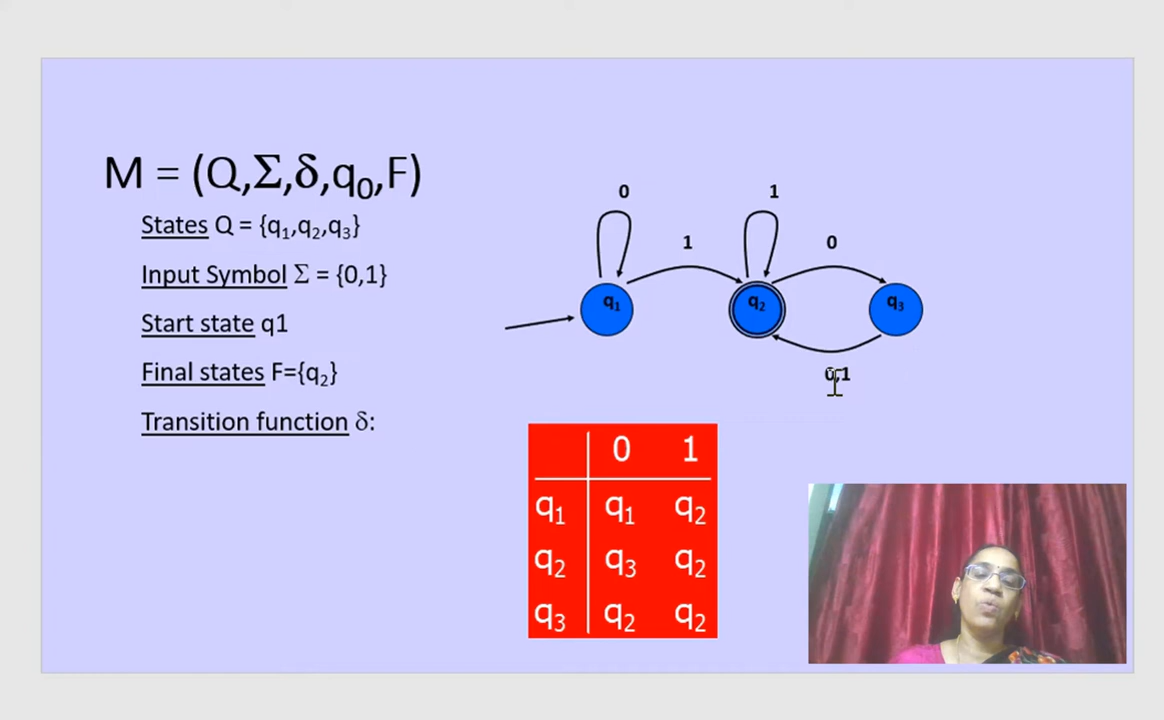 M = (Q,Σ,δ,q₀,F)
States Q = {q₁,q₂,q₃}
Input Symbol Σ = {0,1}
Start state q1
Final states F={q₂}
Transition function δ:
0
1
1
0
q₁
q₂
q₃
0,1
0 1
q₁ q₁ q₂
q₂ q₃ q₂
q₃ q₂ q₂